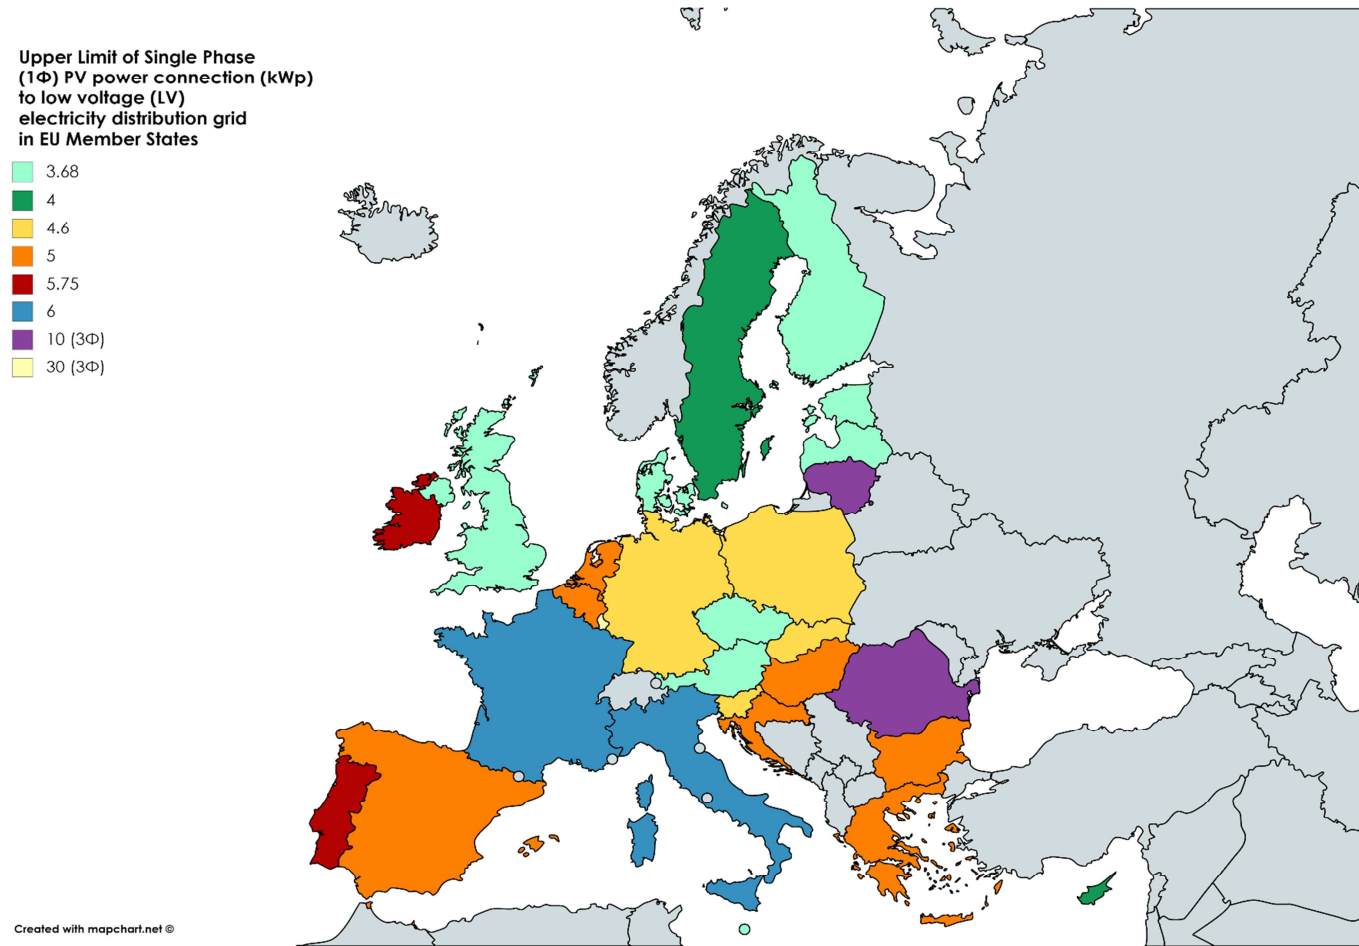 Upper Limit of Single Phase
(1Φ) PV power connection (kWp)
to low voltage (LV)
electricity distribution grid
in EU Member States
3.68
4
4.6
5
5.75
6
10 (3Φ)
30 (3Φ)
Created with mapchart.net ©